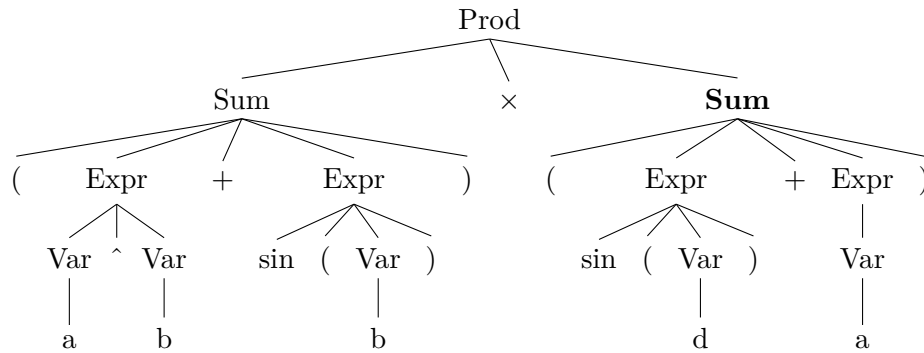 Prod
Sum × Sum
( Expr + Expr ) ( Expr + Expr )
Var ^ Var sin ( Var ) sin ( Var ) Var
a b b d a